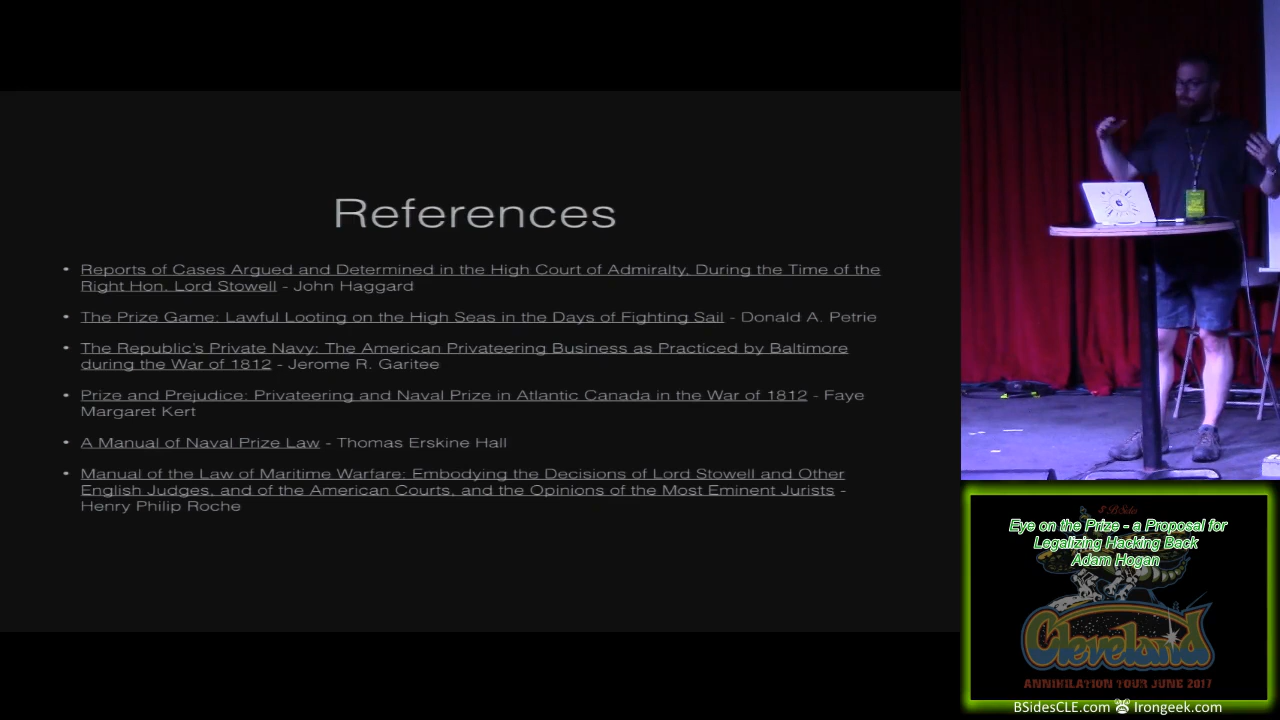 References
• Reports of Cases Argued and Determined in the High Court of Admiralty, During the Time of the
Right Hon. Lord Stowell - John Haggard
• The Prize Game: Lawful Looting on the High Seas in the Days of Fighting Sail - Donald A. Petrie
• The Republic's Private Navy: The American Privateering Business as Practiced by Baltimore
during the War of 1812 - Jerome R. Garitee
• Prize and Prejudice: Privateering and Naval Prize in Atlantic Canada in the War of 1812 - Faye
Margaret Kert
• A Manual of Naval Prize Law - Thomas Erskine Hall
• Manual of the Law of Maritime Warfare: Embodying the Decisions of Lord Stowell and Other
English Judges, and of the American Courts, and the Opinions of the Most Eminent Jurists -
Henry Philip Roche
BSides
Eye on the Prize - a Proposal for
Legalizing Hacking Back
Adam Hogan
Cleveland
ANNIHILATION TOUR JUNE 2017
BSidesCLE.com Irongeek.com